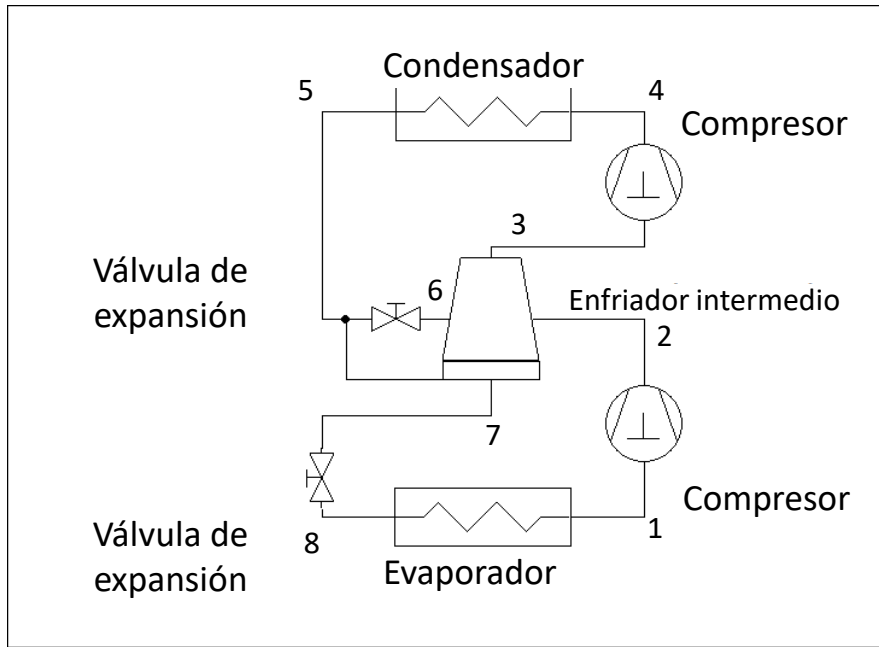 Condensador
5
4
Compresor
3
Válvula de
expansión
6
Enfriador intermedio
2
7
Válvula de
expansión
8
Evaporador
1
Compresor